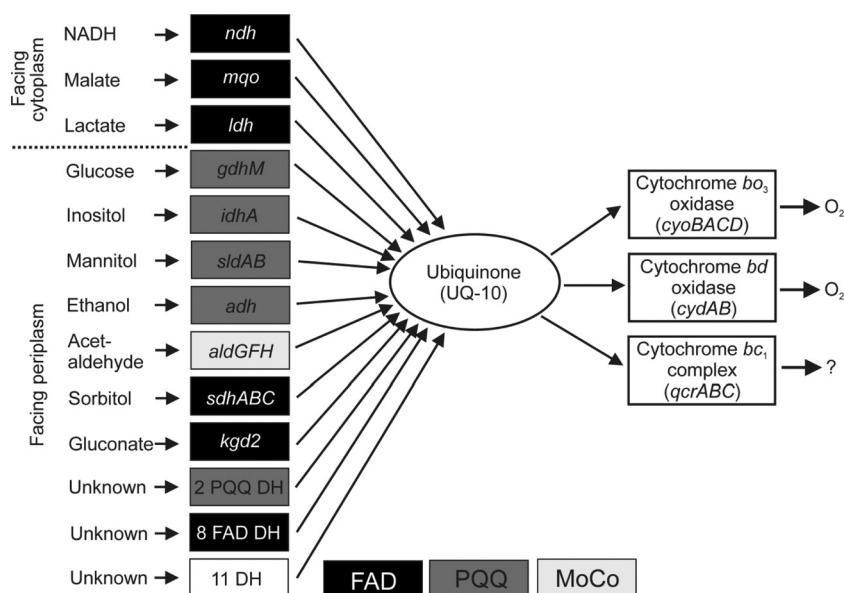 Facing
cytoplasm
NADH
ndh
Malate
mqo
Lactate
ldh
Facing periplasm
Glucose
gdhM
Inositol
idhA
Mannitol
sldAB
Ethanol
adh
Acet-
aldehyde
aldGFH
Sorbitol
sdhABC
Gluconate
kgd2
Unknown
2 PQQ DH
Unknown
8 FAD DH
Unknown
11 DH
Ubiquinone
(UQ-10)
Cytochrome bo₃
oxidase
(cyoBACD)
O₂
Cytochrome bd
oxidase
(cydAB)
O₂
Cytochrome bc₁
complex
(qcrABC)
?
FAD
PQQ
MoCo